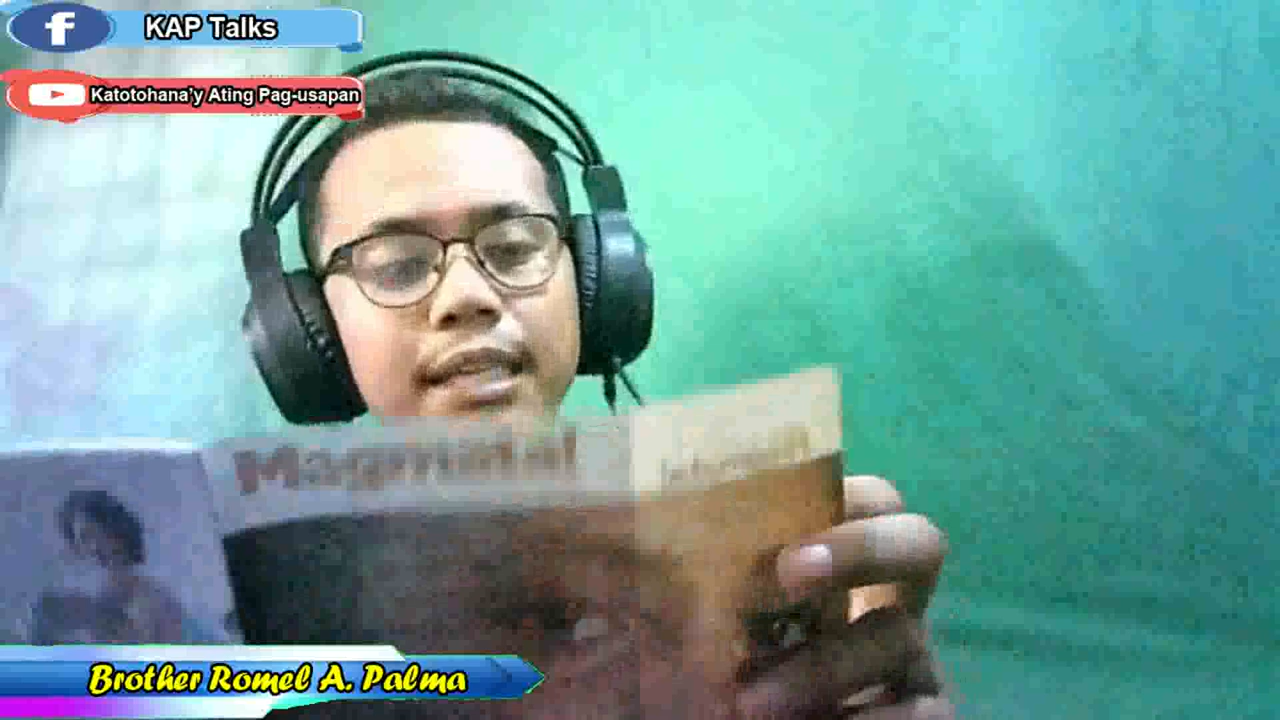 KAP Talks
Katotohana'y Ating Pag-usapan
Brother Romel A. Palma